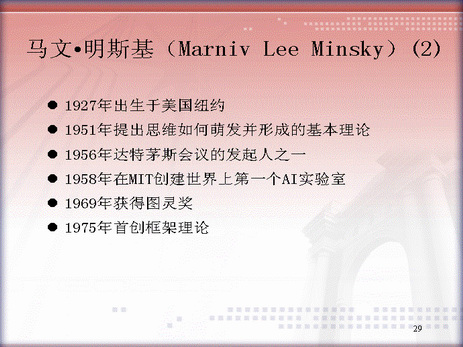 马文•明斯基（Marniv Lee Minsky）(2)
● 1927年出生于美国纽约
● 1951年提出思维如何萌发并形成的基本理论
● 1956年达特茅斯会议的发起人之一
● 1958年在MIT创建世界上第一个AI实验室
● 1969年获得图灵奖
● 1975年首创框架理论
29